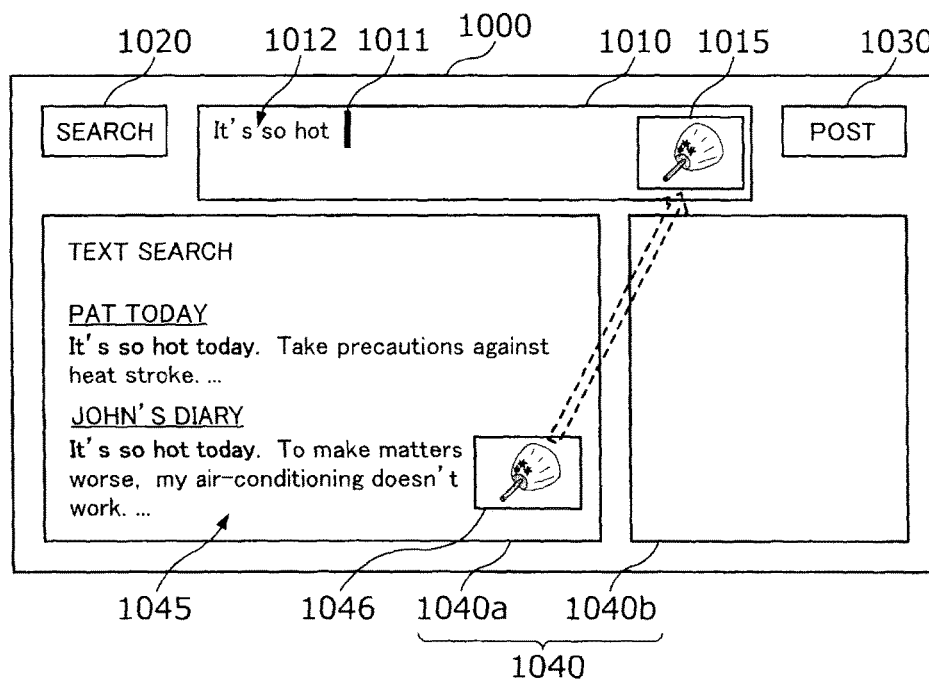 1020 1012 1011 1000 1010 1015 1030
SEARCH
It's so hot
POST
TEXT SEARCH
PAT TODAY
It's so hot today. Take precautions against
heat stroke. ...
JOHN'S DIARY
It's so hot today. To make matters
worse, my air-conditioning doesn't
work. ...
1045 1046 1040a 1040b
1040